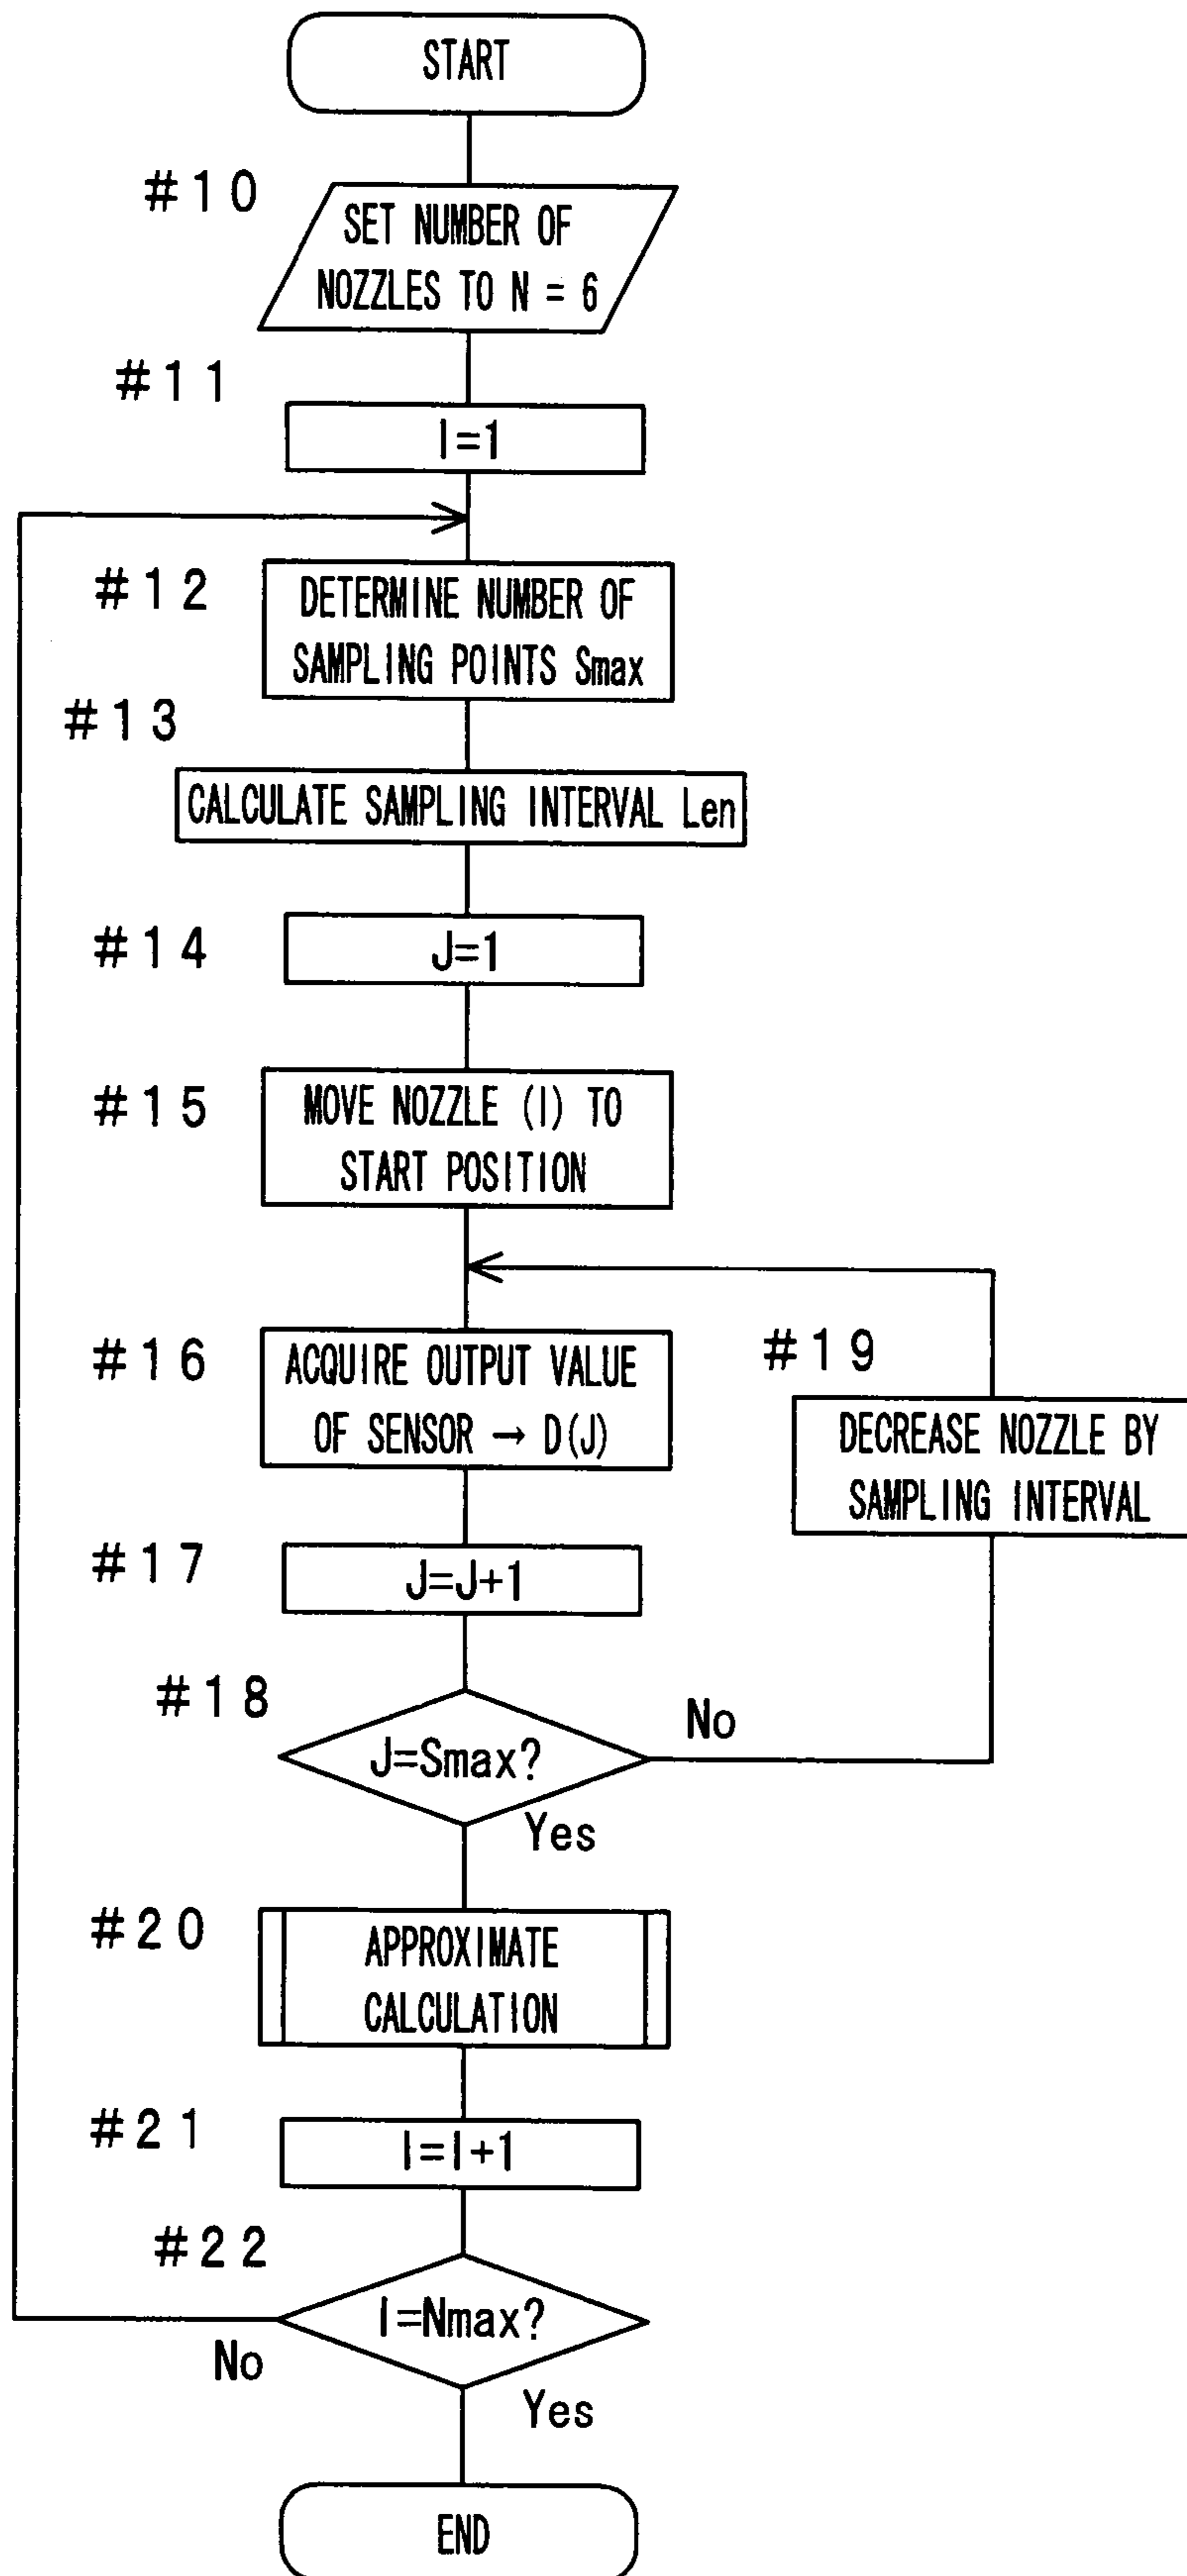 START
#10
SET NUMBER OF
NOZZLES TO N = 6
#11
I=1
#12
DETERMINE NUMBER OF
SAMPLING POINTS Smax
#13
CALCULATE SAMPLING INTERVAL Len
#14
J=1
#15
MOVE NOZZLE (I) TO
START POSITION
#16
ACQUIRE OUTPUT VALUE
OF SENSOR → D(J)
#19
DECREASE NOZZLE BY
SAMPLING INTERVAL
#17
J=J+1
#18
J=Smax?
No
Yes
#20
APPROXIMATE
CALCULATION
#21
I=I+1
#22
I=Nmax?
No
Yes
END